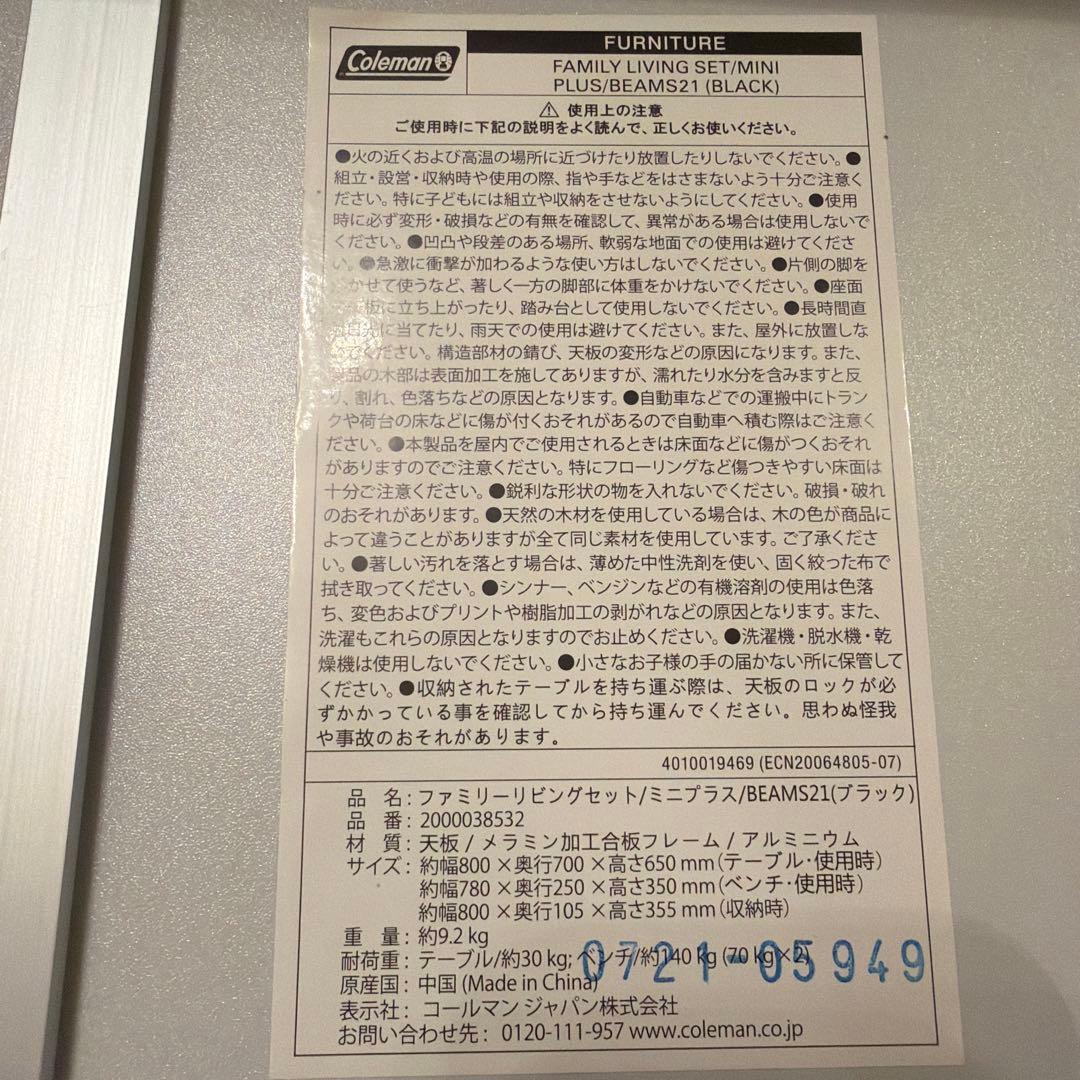 Coleman
FURNITURE
FAMILY LIVING SET/MINI
PLUS/BEAMS21 (BLACK)
⚠ 使用上の注意
ご使用時に下記の説明をよく読んで、正しくお使いください。
●火の近くおよび高温の場所に近づけたり放置したりしないでください。●
組立・設営・収納時や使用の際、指や手などをはさまないよう十分ご注意く
ださい。特に子どもには組立や収納をさせないようにしてください。●使用
時に必ず変形・破損などの有無を確認して、異常がある場合は使用しないで
ください。●凹凸や段差のある場所、軟弱な地面での使用は避けてくださ
い。●急激に衝撃が加わるような使い方はしないでください。●片側の脚を
かせて使うなど、著しく一方の脚部に体重をかけないでください。●座面
板に立ち上がったり、踏み台として使用しないでください。●長時間直
に当てたり、雨天での使用は避けてください。また、屋外に放置しな
いでください。構造部材の錆び、天板の変形などの原因になります。また、
製品の木部は表面加工を施してありますが、濡れたり水分を含みますと反
り、割れ、色落ちなどの原因となります。●自動車などでの運搬中にトラン
クや荷台の床などに傷が付くおそれがあるので自動車へ積む際はご注意く
ださい。●本製品を屋内でご使用されるときは床面などに傷がつくおそれ
がありますのでご注意ください。特にフローリングなど傷つきやすい床面は
十分ご注意ください。●鋭利な形状の物を入れないでください。破損・破れ
のおそれがあります。●天然の木材を使用している場合は、木の色が商品に
よって違うことがありますが全て同じ素材を使用しています。ご了承くださ
い。●著しい汚れを落とす場合は、薄めた中性洗剤を使い、固く絞った布で
拭き取ってください。●シンナー、ベンジンなどの有機溶剤の使用は色落
ち、変色およびプリントや樹脂加工の剥がれなどの原因となります。また、
洗濯もこれらの原因となりますのでお止めください。●洗濯機・脱水機・乾
燥機は使用しないでください。●小さなお子様の手の届かない所に保管して
ください。●収納されたテーブルを持ち運ぶ際は、天板のロックが必
ずかかっている事を確認してから持ち運んでください。思わぬ怪我
や事故のおそれがあります。
4010019469 (ECN20064805-07)
品 名：ファミリーリビングセット/ミニプラス/BEAMS21(ブラック)
品 番：2000038532
材 質：天板 / メラミン加工合板フレーム / アルミニウム
サイズ：約幅800 ×奥行700 ×高さ650 mm (テーブル・使用時)
約幅780 ×奥行250 ×高さ350 mm (ベンチ・使用時)
約幅800 ×奥行105 ×高さ355 mm (収納時)
重 量：約9.2 kg
耐荷重：テーブル/約30 kg; ベンチ/約140 kg (70 kg×2)
0721-05949
原産国：中国 (Made in China)
表示社：コールマン ジャパン株式会社
お問い合わせ先：0120-111-957 www.coleman.co.jp